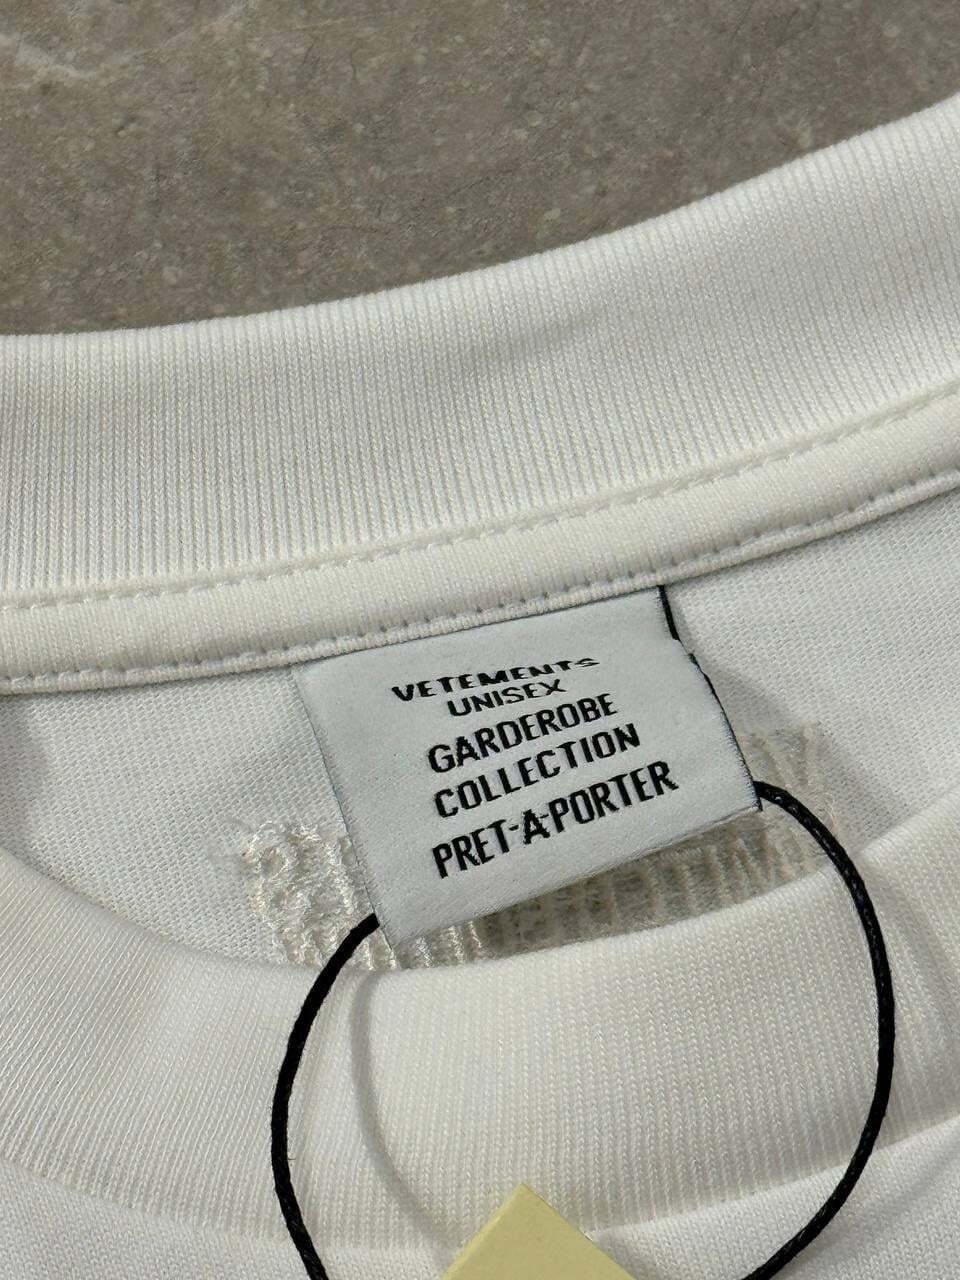 VETEMENTS
UNISEX
GARDEROBE
COLLECTION
PRET-A-PORTER